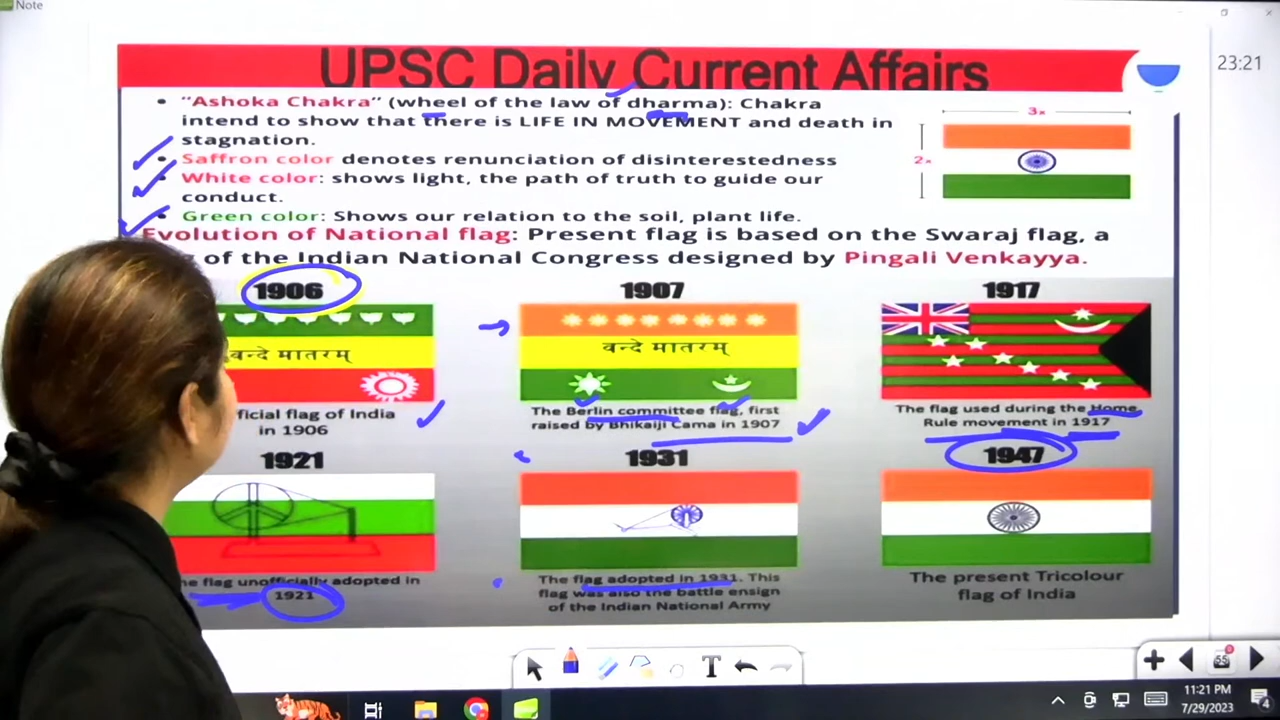 Note
UPSC Daily Current Affairs
23:21
• "Ashoka Chakra" (wheel of the law of dharma): Chakra
intend to show that there is LIFE IN MOVEMENT and death in
stagnation.
• Saffron color denotes renunciation of disinterestedness
• White color: shows light, the path of truth to guide our
conduct.
• Green color: Shows our relation to the soil, plant life.
3x
2x
Evolution of National flag: Present flag is based on the Swaraj flag, a
of the Indian National Congress designed by Pingali Venkayya.
1906
1907
1917
वन्दे मातरम्
वन्दे मातरम्
flag of India
in 1906
The Berlin committee flag, first
raised by Bhikaiji Cama in 1907
The flag used during the Home
Rule movement in 1917
1921
1931
1947
flag unofficially adopted in
1921
The flag adopted in 1931. This
flag was also the battle ensign
of the Indian National Army
The present Tricolour
flag of India
T
55
11:21 PM
7/29/2023
4